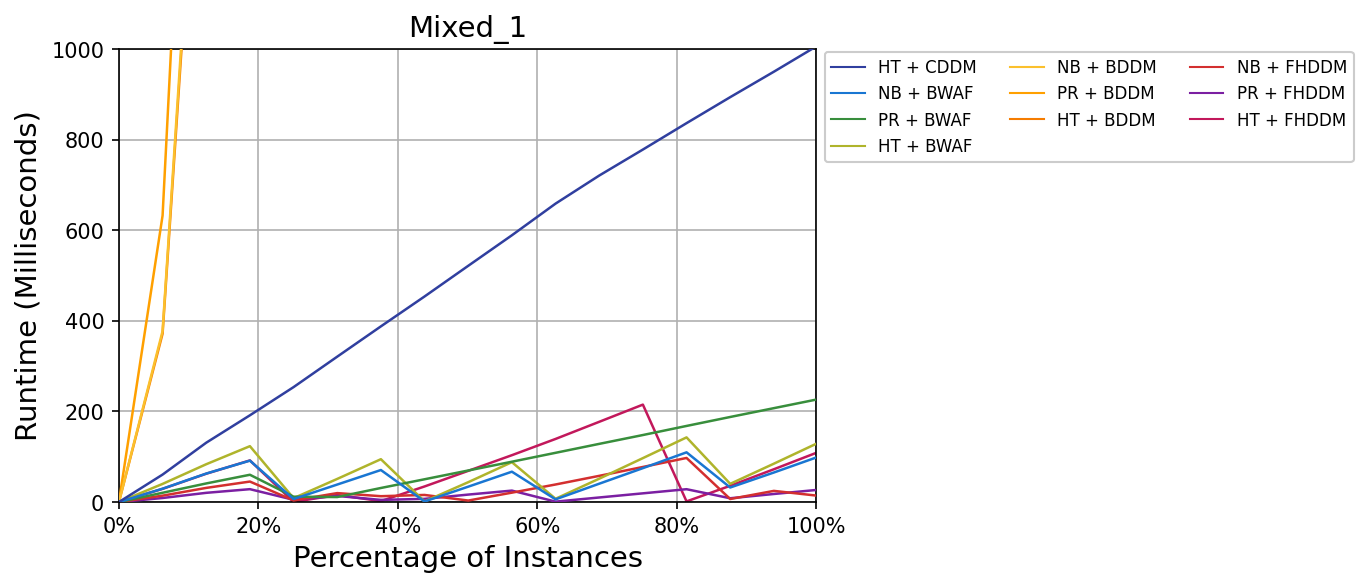 Mixed_1
1000
800
600
400
200
0
Runtime (Milliseconds)
0% 20% 40% 60% 80% 100%
Percentage of Instances
HT + CDDM
NB + BWAF
PR + BWAF
HT + BWAF
NB + BDDM
PR + BDDM
HT + BDDM
NB + FHDDM
PR + FHDDM
HT + FHDDM